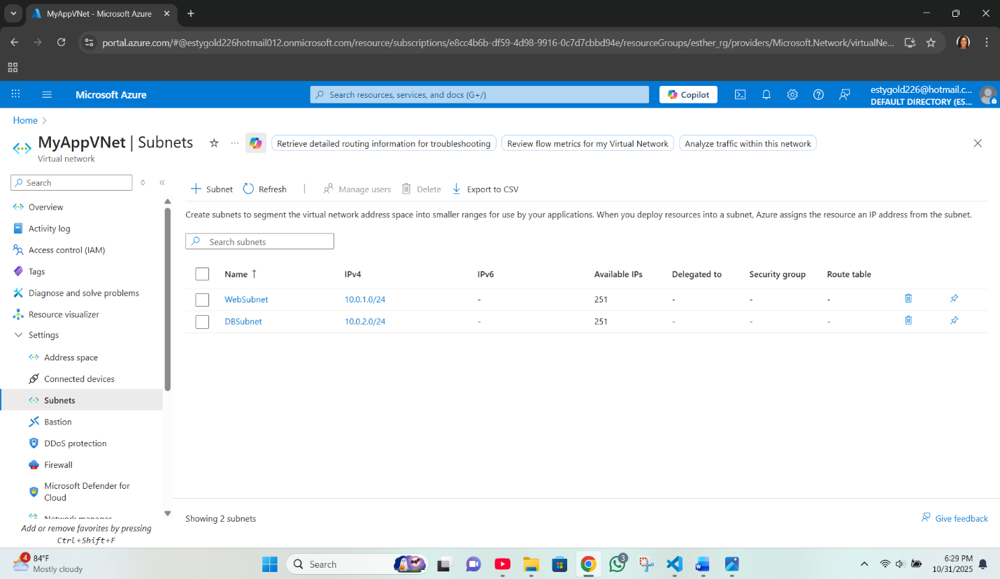 MyAppVNet - Microsoft Azure
portal.azure.com/#@estygold226hotmail012.onmicrosoft.com/resource/subscriptions/e8cc4b6b-df59-4d98-9916-0c7d7cbbd94e/resourceGroups/esther_rg/providers/Microsoft.Network/virtualNe...
Microsoft Azure
Search resources, services, and docs (G+/)
Copilot
estygold226@hotmail.c...
DEFAULT DIRECTORY (ES...
Home
MyAppVNet | Subnets
Virtual network
Retrieve detailed routing information for troubleshooting
Review flow metrics for my Virtual Network
Analyze traffic within this network
Search
Overview
Activity log
Access control (IAM)
Tags
Diagnose and solve problems
Resource visualizer
Settings
Address space
Connected devices
Subnets
Bastion
DDoS protection
Firewall
Microsoft Defender for
Cloud
Network manager
Add or remove favorites by pressing
Ctrl+Shift+F
Subnet
Refresh
Manage users
Delete
Export to CSV
Create subnets to segment the virtual network address space into smaller ranges for use by your applications. When you deploy resources into a subnet, Azure assigns the resource an IP address from the subnet.
Search subnets
Name ↑ IPv4 IPv6 Available IPs Delegated to Security group Route table
WebSubnet 10.0.1.0/24 - 251 - - -
DBSubnet 10.0.2.0/24 - 251 - - -
Showing 2 subnets
Give feedback
4
84°F
Mostly cloudy
Search
3
6:29 PM
10/31/2025